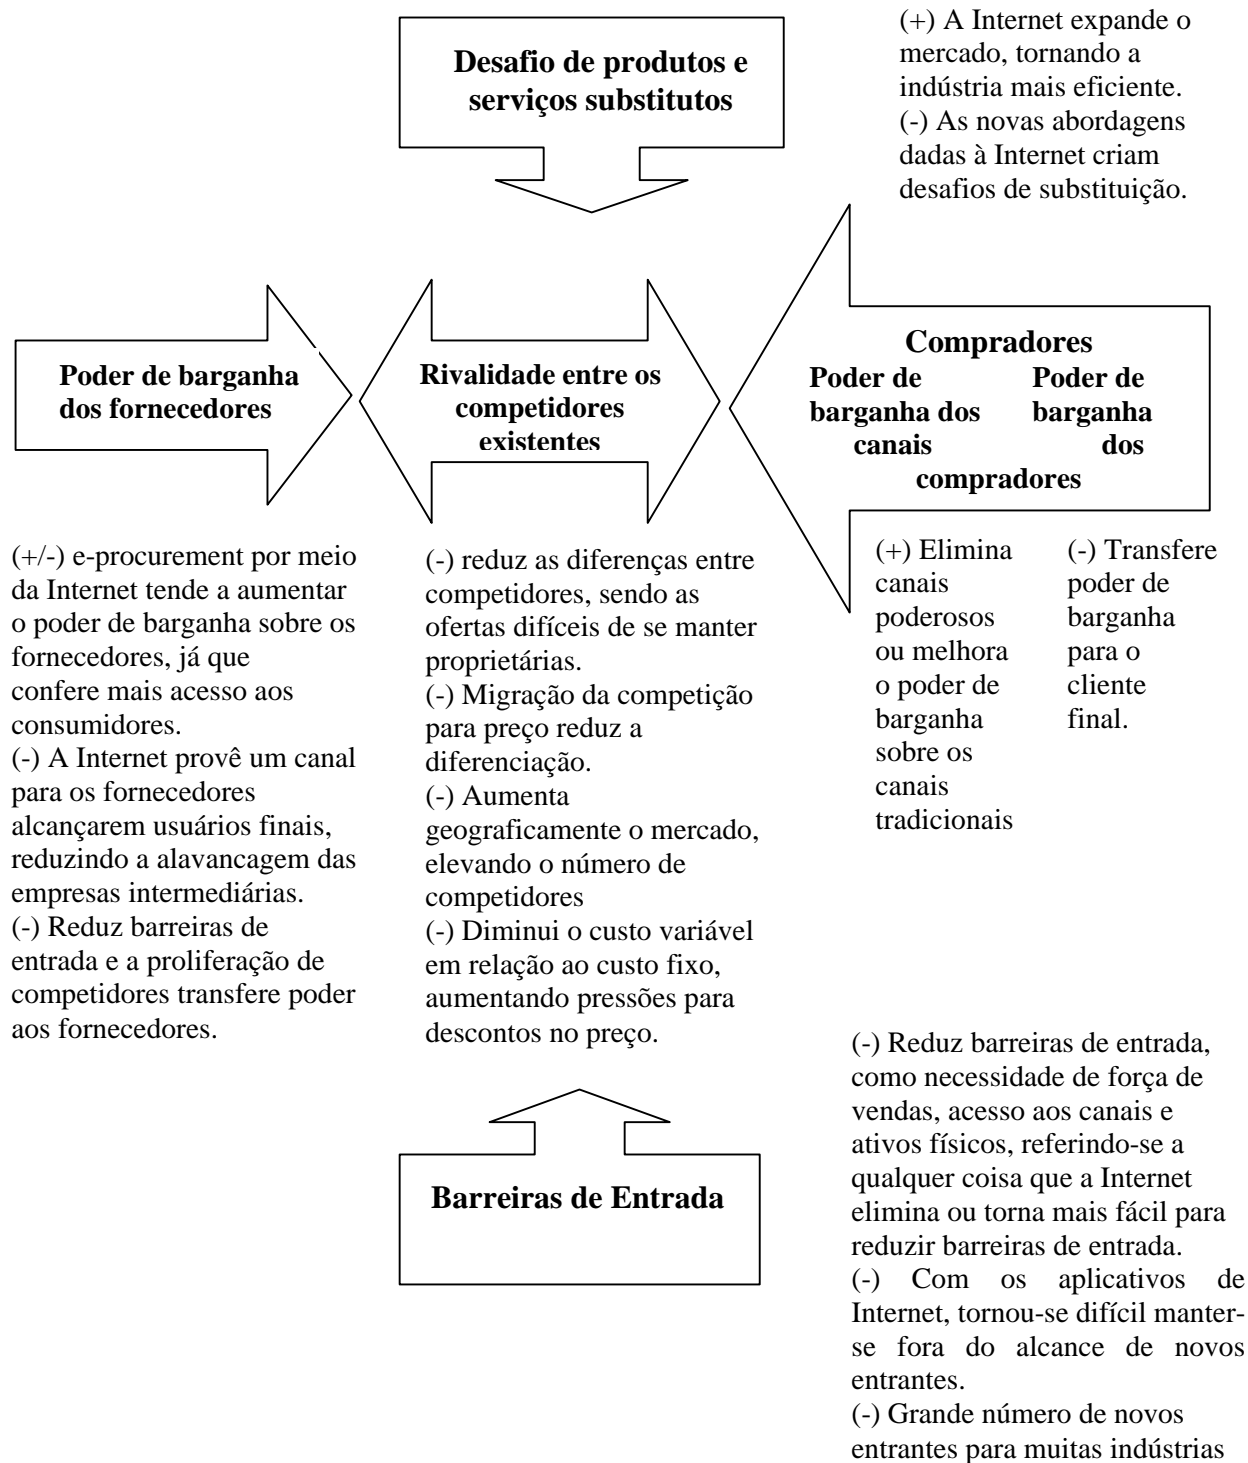 Desafio de produtos e
serviços substitutos
(+) A Internet expande o
mercado, tornando a
indústria mais eficiente.
(-) As novas abordagens
dadas à Internet criam
desafios de substituição.
Poder de barganha
dos fornecedores
Rivalidade entre os
competidores
existentes
Compradores
Poder de
barganha dos
canais
Poder de
barganha
dos
compradores
(+/-) e-procurement por meio
da Internet tende a aumentar
o poder de barganha sobre os
fornecedores, já que
confere mais acesso aos
consumidores.
(-) A Internet provê um canal
para os fornecedores
alcançarem usuários finais,
reduzindo a alavancagem das
empresas intermediárias.
(-) Reduz barreiras de
entrada e a proliferação de
competidores transfere poder
aos fornecedores.
(-) reduz as diferenças entre
competidores, sendo as
ofertas difíceis de se manter
proprietárias.
(-) Migração da competição
para preço reduz a
diferenciação.
(-) Aumenta
geograficamente o mercado,
elevando o número de
competidores
(-) Diminui o custo variável
em relação ao custo fixo,
aumentando pressões para
descontos no preço.
(+) Elimina
canais
poderosos
ou melhora
o poder de
barganha
sobre os
canais
tradicionais
(-) Transfere
poder de
barganha
para o
cliente
final.
Barreiras de Entrada
(-) Reduz barreiras de entrada,
como necessidade de força de
vendas, acesso aos canais e
ativos físicos, referindo-se a
qualquer coisa que a Internet
elimina ou torna mais fácil para
reduzir barreiras de entrada.
(-) Com os aplicativos de
Internet, tornou-se difícil manter-
se fora do alcance de novos
entrantes.
(-) Grande número de novos
entrantes para muitas indústrias